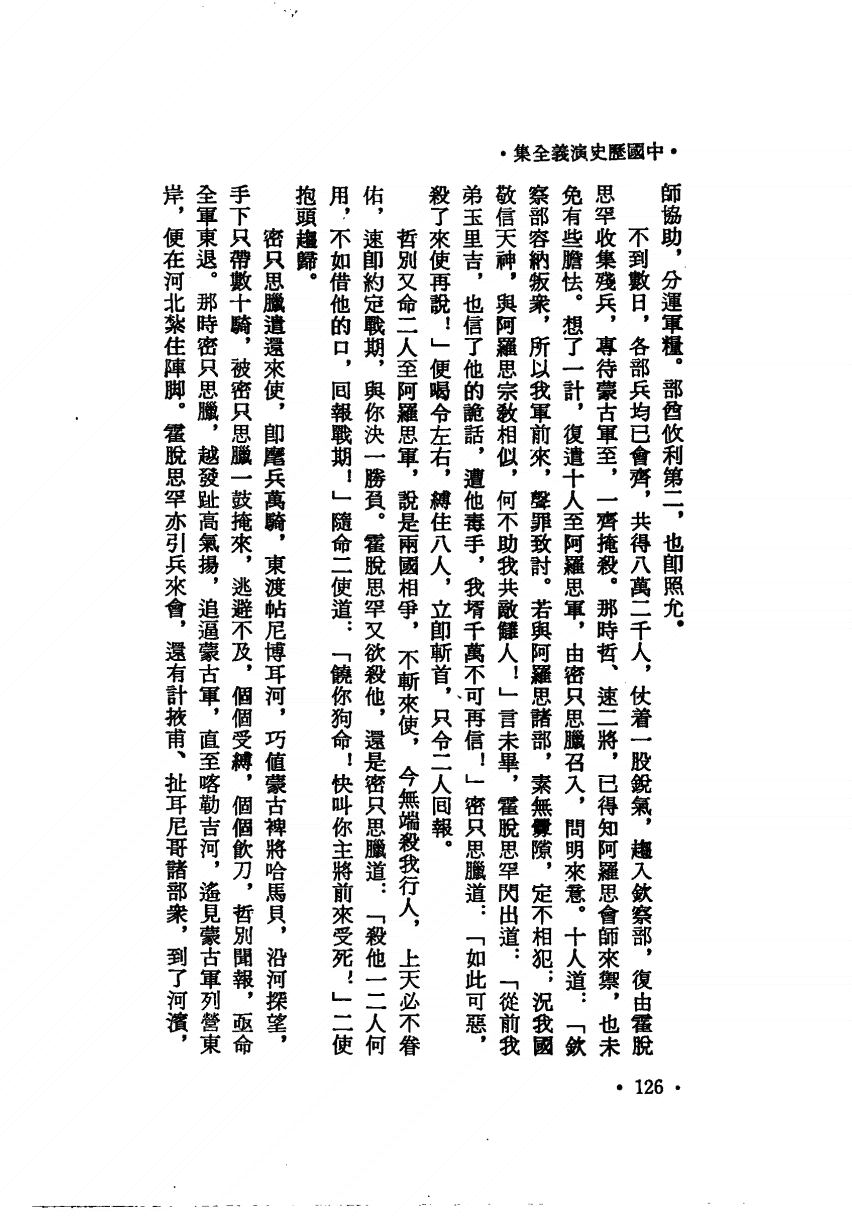 ·中國歷史演義全集·
師協助，分運軍糧。部酋攸利第二，也卽照允。
不到數日，各部兵均已會齊，共得八萬二千人，仗着一股銳氣，趨入欽察部，復由霍脫
思罕收集殘兵，專待蒙古軍至，一齊掩殺。那時哲、速二將，已得知阿羅思會師來禦，也未
免有些膽怯。想了一計，復遣十人至阿羅思軍，由密只思臘召入，問明來意。十人道：「欽
察部容納叛衆，所以我軍前來，聲罪致討。若與阿羅思諸部，素無釁隙，定不相犯；況我國
敬信天神，與阿羅思宗教相似，何不助我共敵讎人！」言未畢，霍脫思罕閃出道：「從前我
弟玉里吉，也信了他的詭話，遭他毒手，我壻千萬不可再信！」密只思臘道：「如此可惡，
殺了來使再說！」便喝令左右，縛住八人，立卽斬首，只令二人囘報。
哲別又命二人至阿羅思軍，說是兩國相爭，不斬來使，今無端殺我行人，上天必不眷
佑，速卽約定戰期，與你決一勝負。霍脫思罕又欲殺他，還是密只思臘道：「殺他一二人何
用，不如借他的口，囘報戰期！」隨命二使道：「饒你狗命！快叫你主將前來受死！」二使
抱頭趨歸。
密只思臘遣還來使，卽麾兵萬騎，東渡帖尼博耳河，巧値蒙古裨將哈馬貝，沿河探望，
手下只帶數十騎，被密只思臘一鼓掩來，逃避不及，個個受縛，個個飲刀，哲別聞報，亟命
全軍東退。那時密只思臘，越發趾高氣揚，追逼蒙古軍，直至喀勒吉河，遙見蒙古軍列營東
岸，便在河北紮住陣脚。霍脫思罕亦引兵來會，還有計掖甫、扯耳尼哥諸部衆，到了河濱，
·126·